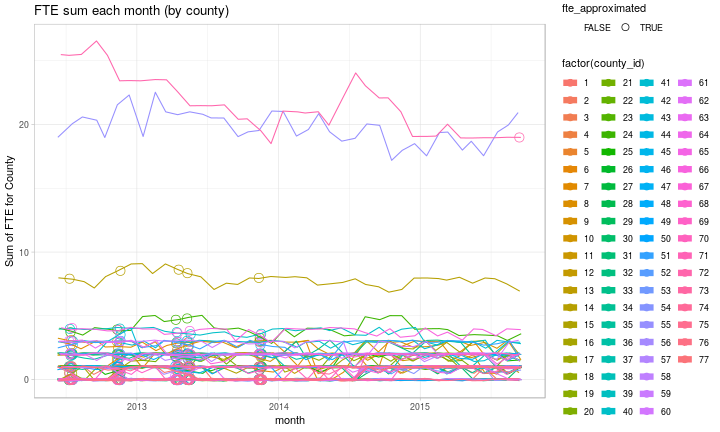 FTE sum each month (by county)
Sum of FTE for County
20
10
0
2013 2014 2015
month
fte_approximated
FALSE TRUE
factor(county_id)
1 21 41 61
2 22 42 62
3 23 43 63
4 24 44 64
5 25 45 65
6 26 46 66
7 27 47 67
8 28 48 68
9 29 49 69
10 30 50 70
11 31 51 71
12 32 52 72
13 33 53 73
14 34 54 74
15 35 55 75
16 36 56 76
17 37 57 77
18 38 58
19 39 59
20 40 60